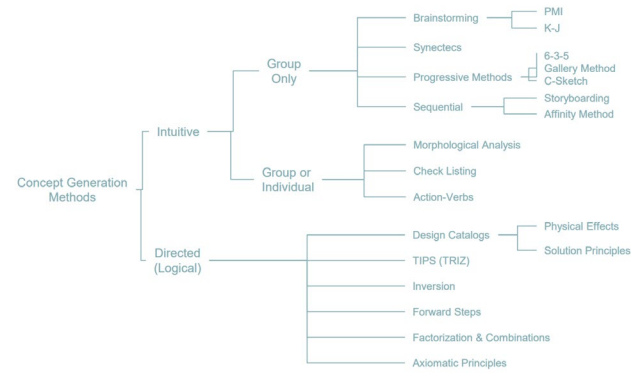 Concept Generation
Methods
Intuitive
Group
Only
Brainstorming
PMI
K-J
Synectecs
Progressive Methods
6-3-5
Gallery Method
C-Sketch
Sequential
Storyboarding
Affinity Method
Group or
Individual
Morphological Analysis
Check Listing
Action-Verbs
Directed
(Logical)
Design Catalogs
Physical Effects
Solution Principles
TIPS (TRIZ)
Inversion
Forward Steps
Factorization & Combinations
Axiomatic Principles